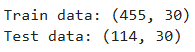 Train data: (455, 30)
Test data: (114, 30)